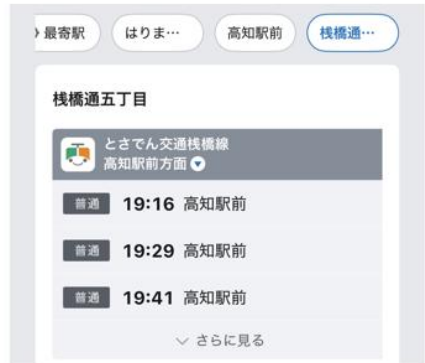 最寄駅
はりま…
高知駅前
桟橋通…
桟橋通五丁目
とさでん交通桟橋線
高知駅前方面
普通 19:16 高知駅前
普通 19:29 高知駅前
普通 19:41 高知駅前
さらに見る